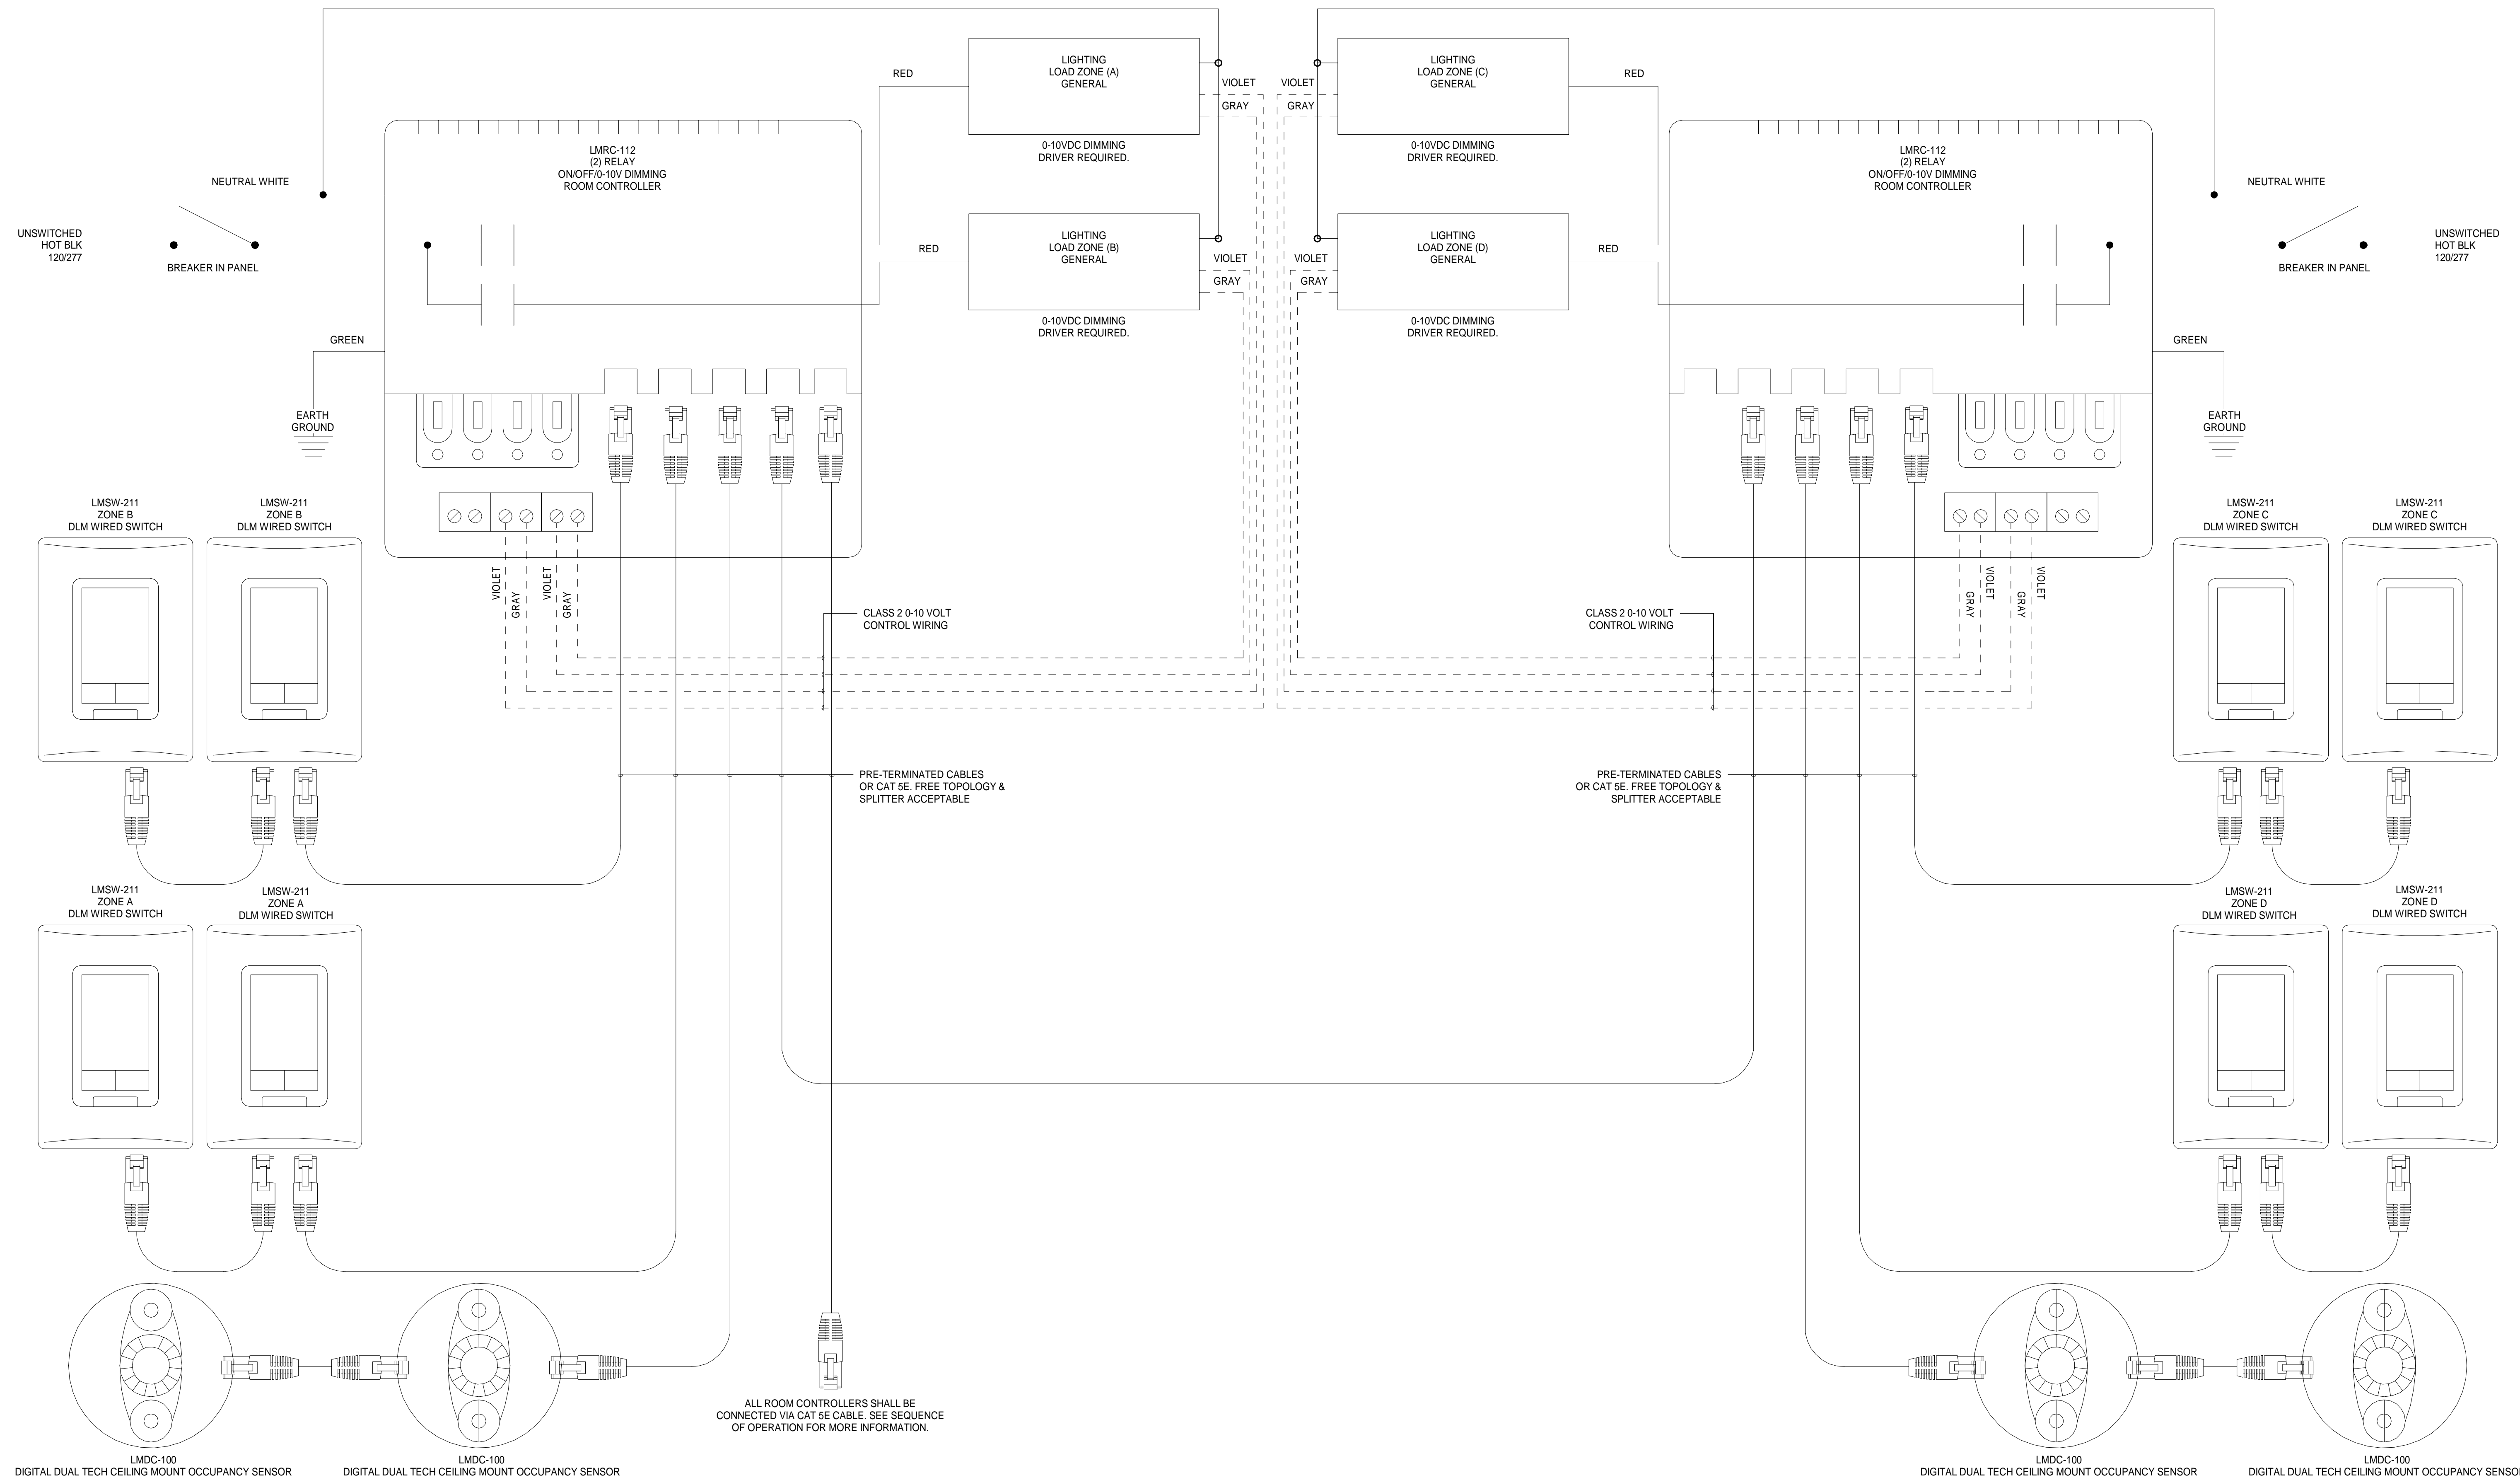 RED
LIGHTING
LOAD ZONE (A)
GENERAL
VIOLET
GRAY
0-10VDC DIMMING
DRIVER REQUIRED.
VIOLET
GRAY
LIGHTING
LOAD ZONE (C)
GENERAL
RED
0-10VDC DIMMING
DRIVER REQUIRED.
LMRC-112
(2) RELAY
ON/OFF/0-10V DIMMING
ROOM CONTROLLER
LMRC-112
(2) RELAY
ON/OFF/0-10V DIMMING
ROOM CONTROLLER
NEUTRAL WHITE
NEUTRAL WHITE
UNSWITCHED
HOT BLK
120/277
BREAKER IN PANEL
RED
LIGHTING
LOAD ZONE (B)
GENERAL
VIOLET
GRAY
0-10VDC DIMMING
DRIVER REQUIRED.
VIOLET
GRAY
LIGHTING
LOAD ZONE (D)
GENERAL
RED
0-10VDC DIMMING
DRIVER REQUIRED.
BREAKER IN PANEL
UNSWITCHED
HOT BLK
120/277
GREEN
GREEN
EARTH
GROUND
EARTH
GROUND
LMSW-211
ZONE B
DLM WIRED SWITCH
LMSW-211
ZONE B
DLM WIRED SWITCH
LMSW-211
ZONE C
DLM WIRED SWITCH
LMSW-211
ZONE C
DLM WIRED SWITCH
VIOLET
GRAY
VIOLET
GRAY
CLASS 2 0-10 VOLT
CONTROL WIRING
CLASS 2 0-10 VOLT
CONTROL WIRING
GRAY
VIOLET
GRAY
VIOLET
PRE-TERMINATED CABLES
OR CAT 5E. FREE TOPOLOGY &
SPLITTER ACCEPTABLE
PRE-TERMINATED CABLES
OR CAT 5E. FREE TOPOLOGY &
SPLITTER ACCEPTABLE
LMSW-211
ZONE A
DLM WIRED SWITCH
LMSW-211
ZONE A
DLM WIRED SWITCH
LMSW-211
ZONE D
DLM WIRED SWITCH
LMSW-211
ZONE D
DLM WIRED SWITCH
ALL ROOM CONTROLLERS SHALL BE
CONNECTED VIA CAT 5E CABLE. SEE SEQUENCE
OF OPERATION FOR MORE INFORMATION.
LMDC-100
DIGITAL DUAL TECH CEILING MOUNT OCCUPANCY SENSOR
LMDC-100
DIGITAL DUAL TECH CEILING MOUNT OCCUPANCY SENSOR
LMDC-100
DIGITAL DUAL TECH CEILING MOUNT OCCUPANCY SENSOR
LMDC-100
DIGITAL DUAL TECH CEILING MOUNT OCCUPANCY SENSO